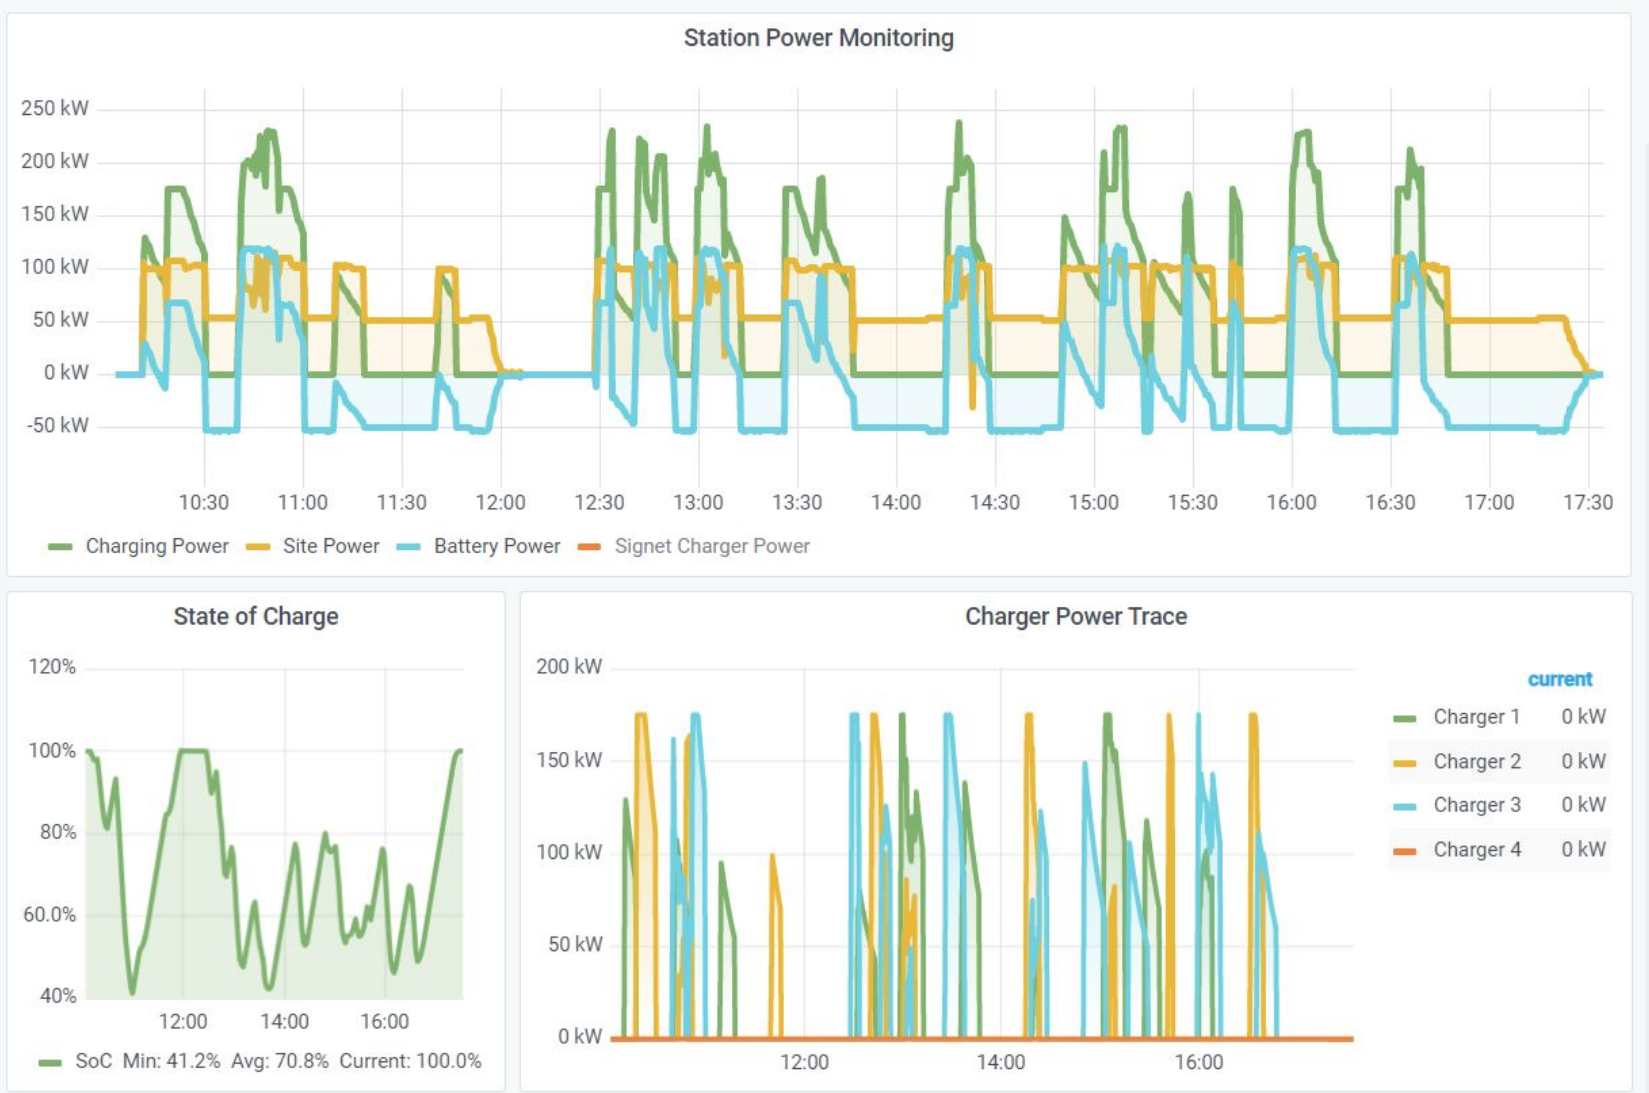 Station Power Monitoring
250 kW
200 kW
150 kW
100 kW
50 kW
0 kW
-50 kW
10:30 11:00 11:30 12:00 12:30 13:00 13:30 14:00 14:30 15:00 15:30 16:00 16:30 17:00 17:30
Charging Power Site Power Battery Power Signet Charger Power
State of Charge
120%
100%
80%
60.0%
40%
12:00 14:00 16:00
SoC Min: 41.2% Avg: 70.8% Current: 100.0%
Charger Power Trace
200 kW
150 kW
100 kW
50 kW
0 kW
12:00 14:00 16:00
current
Charger 1 0 kW
Charger 2 0 kW
Charger 3 0 kW
Charger 4 0 kW